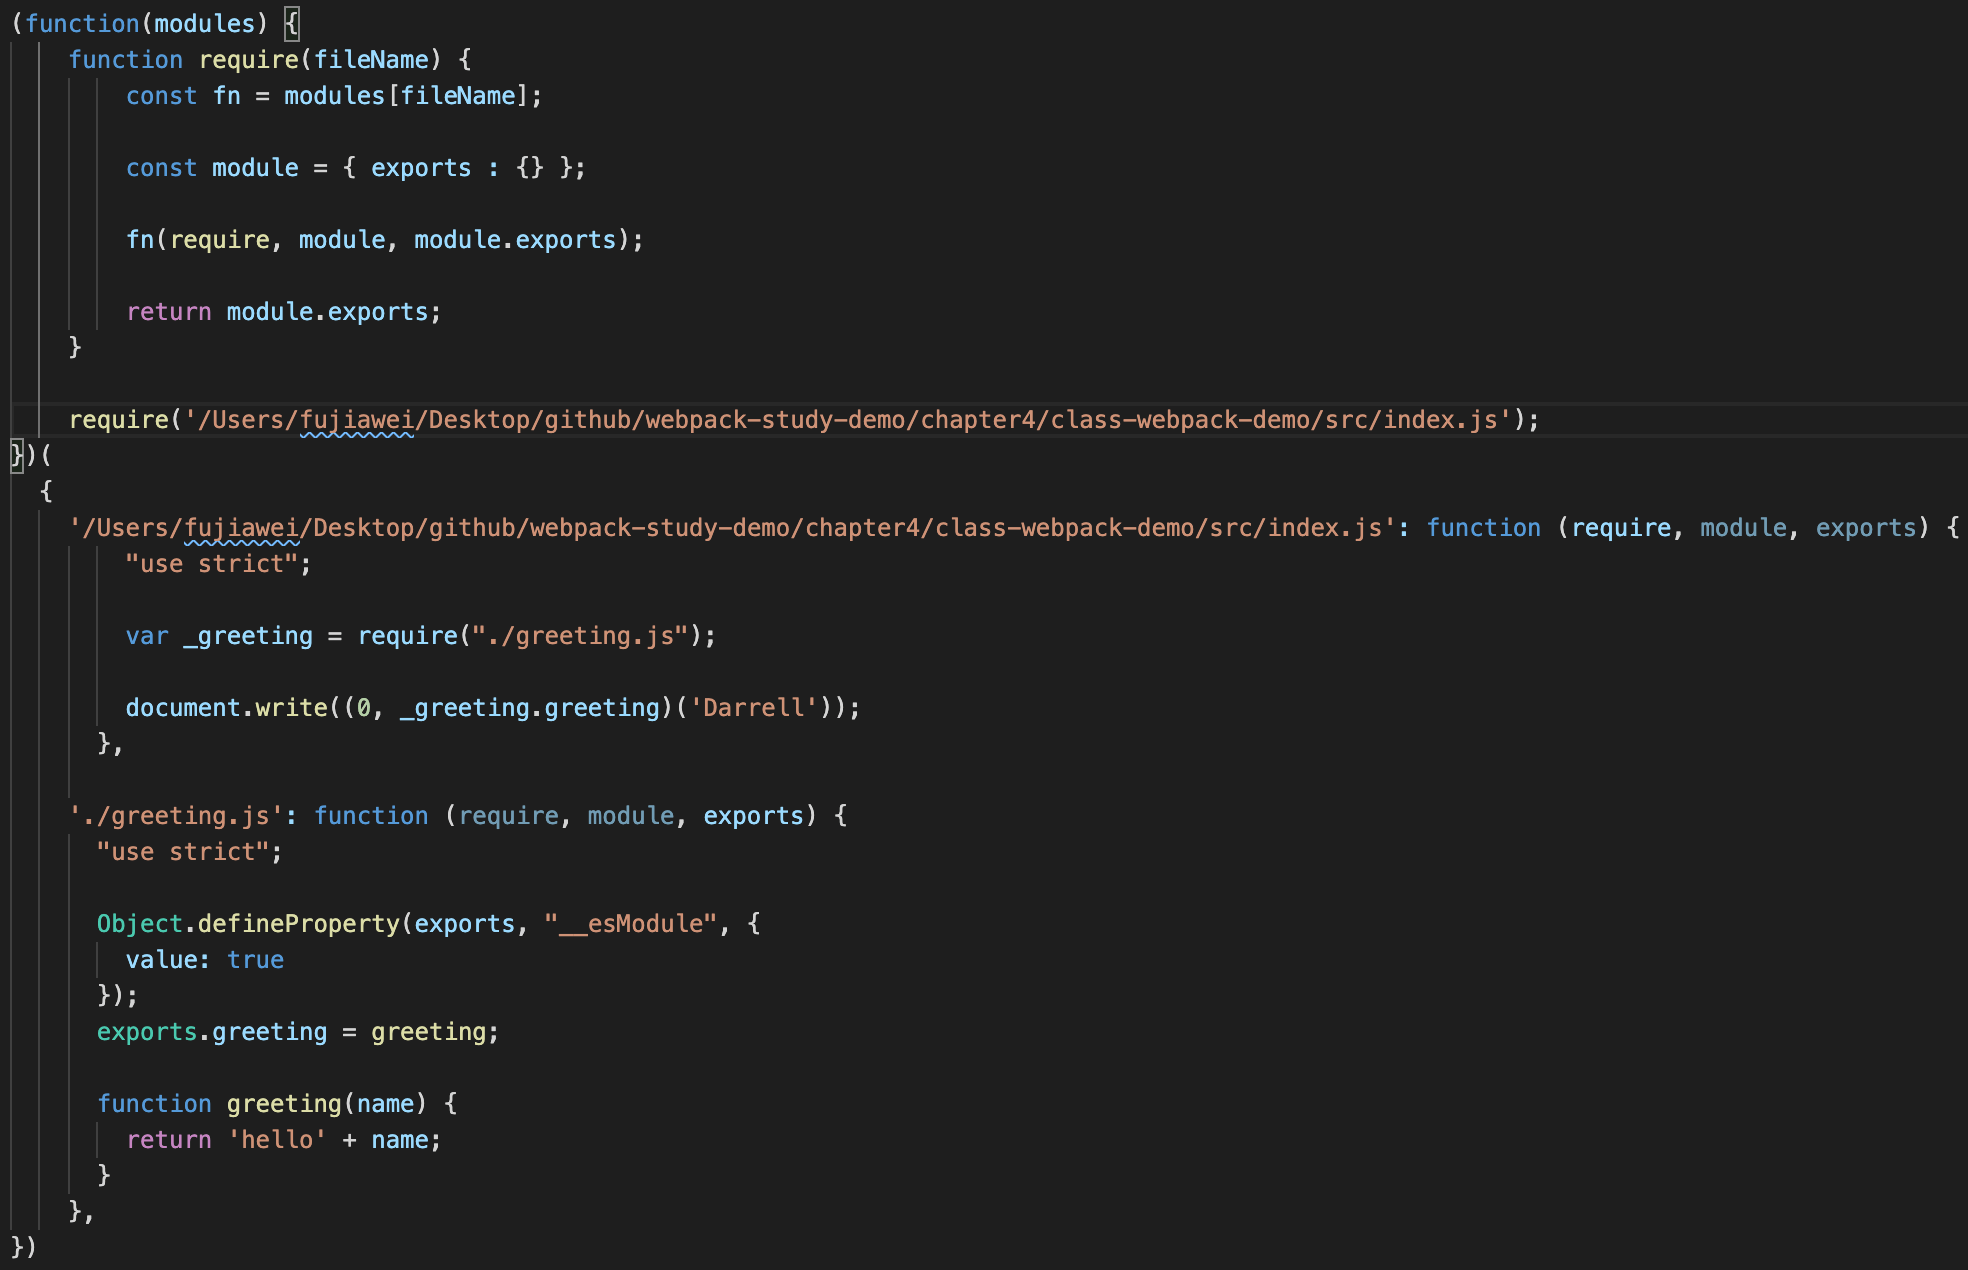 (function(modules) {
    function require(fileName) {
        const fn = modules[fileName];

        const module = { exports : {} };

        fn(require, module, module.exports);

        return module.exports;
    }

    require('/Users/fujiawei/Desktop/github/webpack-study-demo/chapter4/class-webpack-demo/src/index.js');
})(
  {
    '/Users/fujiawei/Desktop/github/webpack-study-demo/chapter4/class-webpack-demo/src/index.js': function (require, module, exports) {
        "use strict";

        var _greeting = require("./greeting.js");

        document.write((0, _greeting.greeting)('Darrell'));
      },

    './greeting.js': function (require, module, exports) {
      "use strict";

      Object.defineProperty(exports, "__esModule", {
        value: true
      });
      exports.greeting = greeting;

      function greeting(name) {
        return 'hello' + name;
      }
    },
})